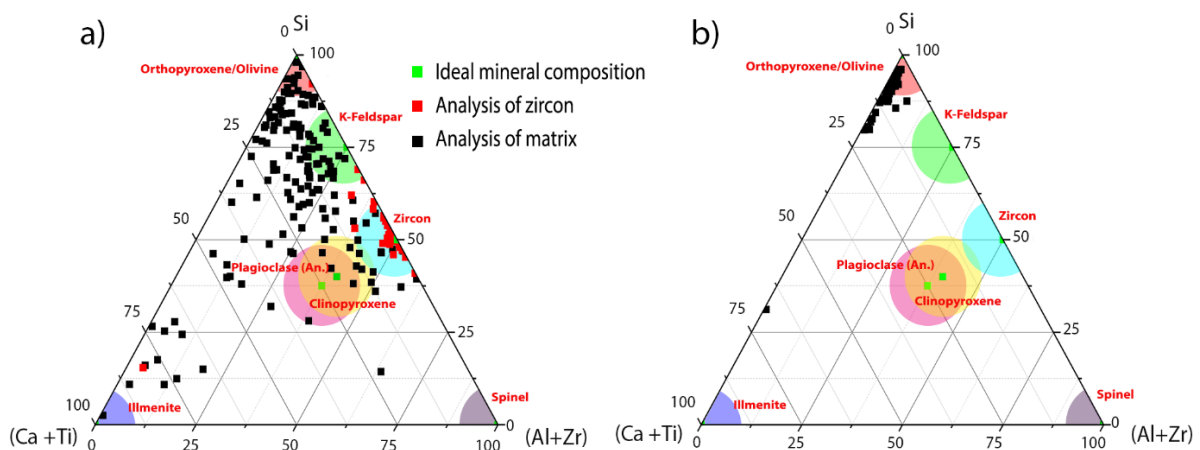 a)
0 Si
100
Orthopyroxene/Olivine
Ideal mineral composition
Analysis of zircon
Analysis of matrix
K-Feldspar
25
75
Zircon
50
50
Plagioclase (An.)
Clinopyroxene
75
25
Illmenite
Spinel
100
0
(Ca +Ti)
0
25
50
75
100
(Al+Zr)
b)
0 Si
100
Orthopyroxene/Olivine
K-Feldspar
25
75
Zircon
50
50
Plagioclase (An.)
Clinopyroxene
75
25
Illmenite
Spinel
100
0
(Ca +Ti)
0
25
50
75
100
(Al+Zr)